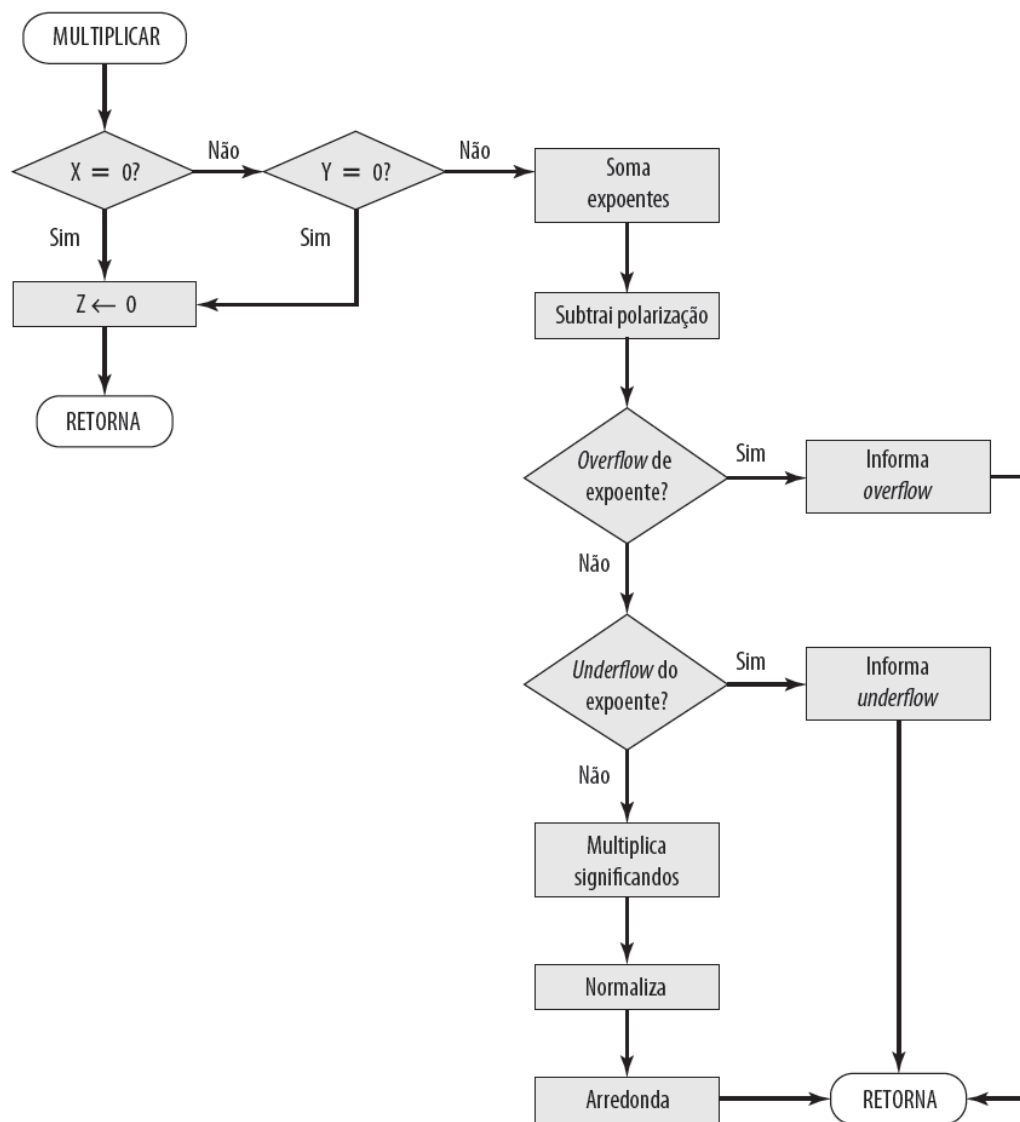 MULTIPLICAR
X = 0?
Não
Y = 0?
Não
Soma
expoentes
Sim
Sim
Z ← 0
Subtrai polarização
RETORNA
Overflow de
expoente?
Sim
Informa
overflow
Não
Underflow do
expoente?
Sim
Informa
underflow
Não
Multiplica
significandos
Normaliza
Arredonda
RETORNA